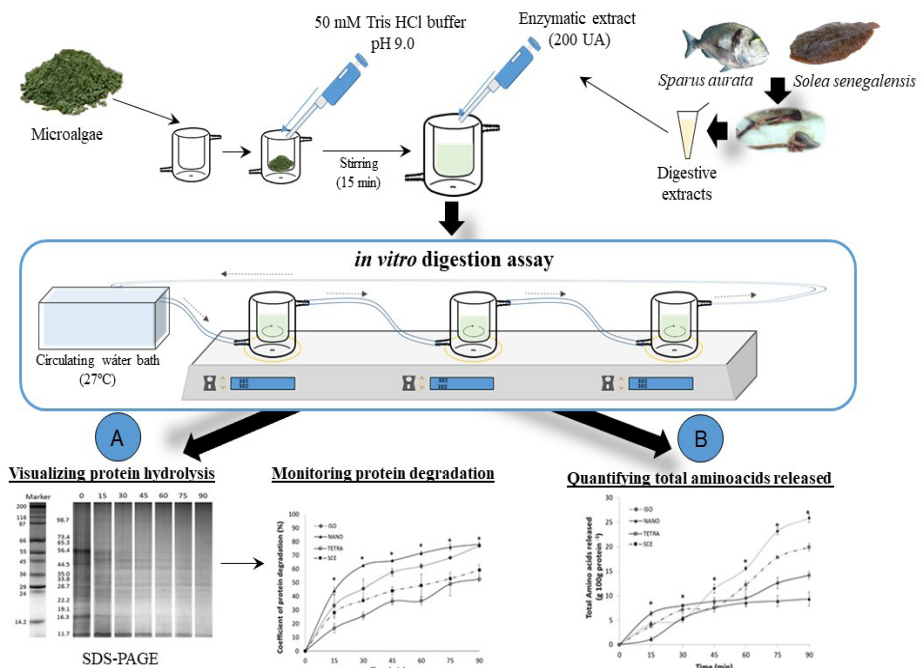 50 mM Tris HCl buffer
pH 9.0
Enzymatic extract
(200 UA)
Sparus aurata
Solea senegalensis
Microalgae
Stirring
(15 min)
Digestive
extracts
in vitro digestion assay
Circulating wáter bath
(27ºC)
A
B
Visualizing protein hydrolysis
Monitoring protein degradation
Quantifying total aminoacids released
Marker
0 15 30 45 60 75 90
200
116
97
66
55
45
36
29
24
14.2
98.7
73.4
65.3
56.4
44.5
35.0
33.8
28.7
22.2
19.1
16.3
11.7
SDS-PAGE
Coefficient of protein degradation (%)
100
90
80
70
60
50
40
30
20
10
0
ISO
NANO
TETRA
SCE
0 15 30 45 60 75 90
Total Amino acids released
(g 100g protein ⁻¹)
30
25
20
15
10
5
0
ISO
NANO
TETRA
SCE
0 15 30 45 60 75 90
Time (min)